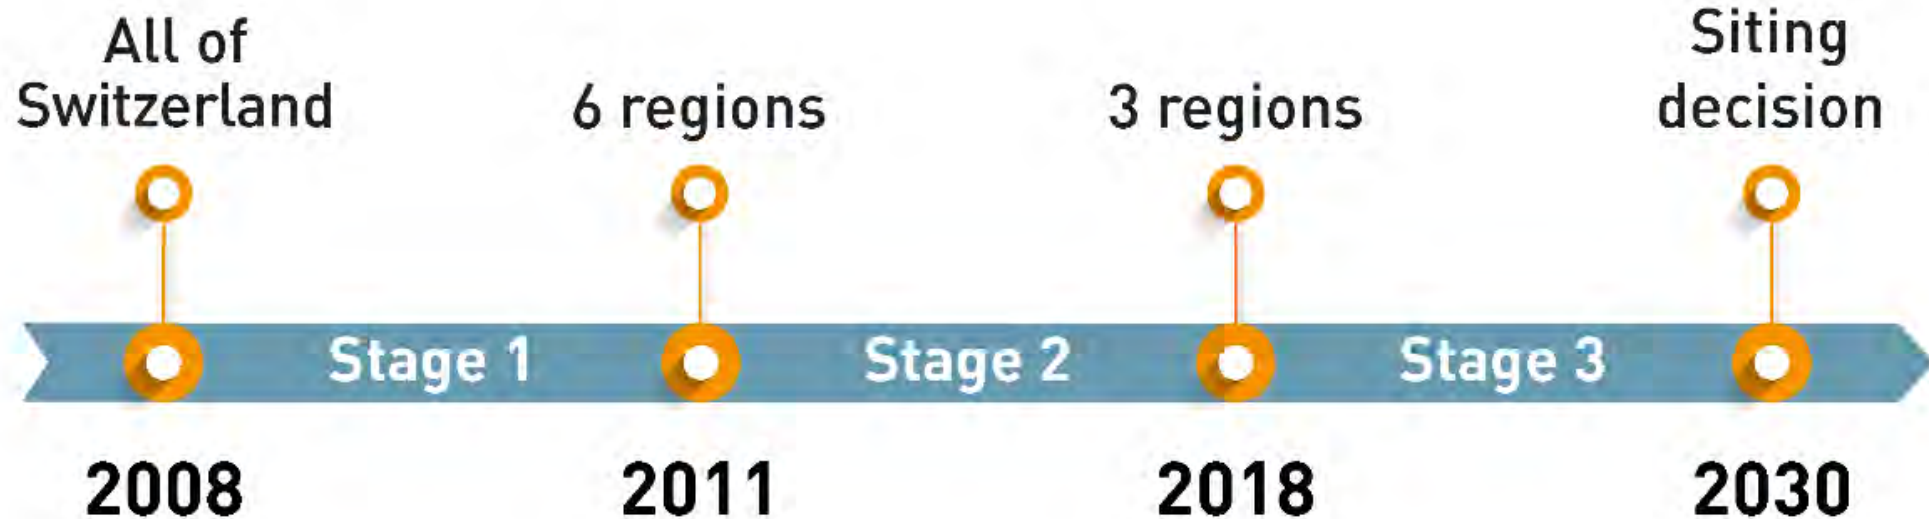 All of
Switzerland
6 regions
3 regions
Siting
decision
Stage 1
Stage 2
Stage 3
2008
2011
2018
2030